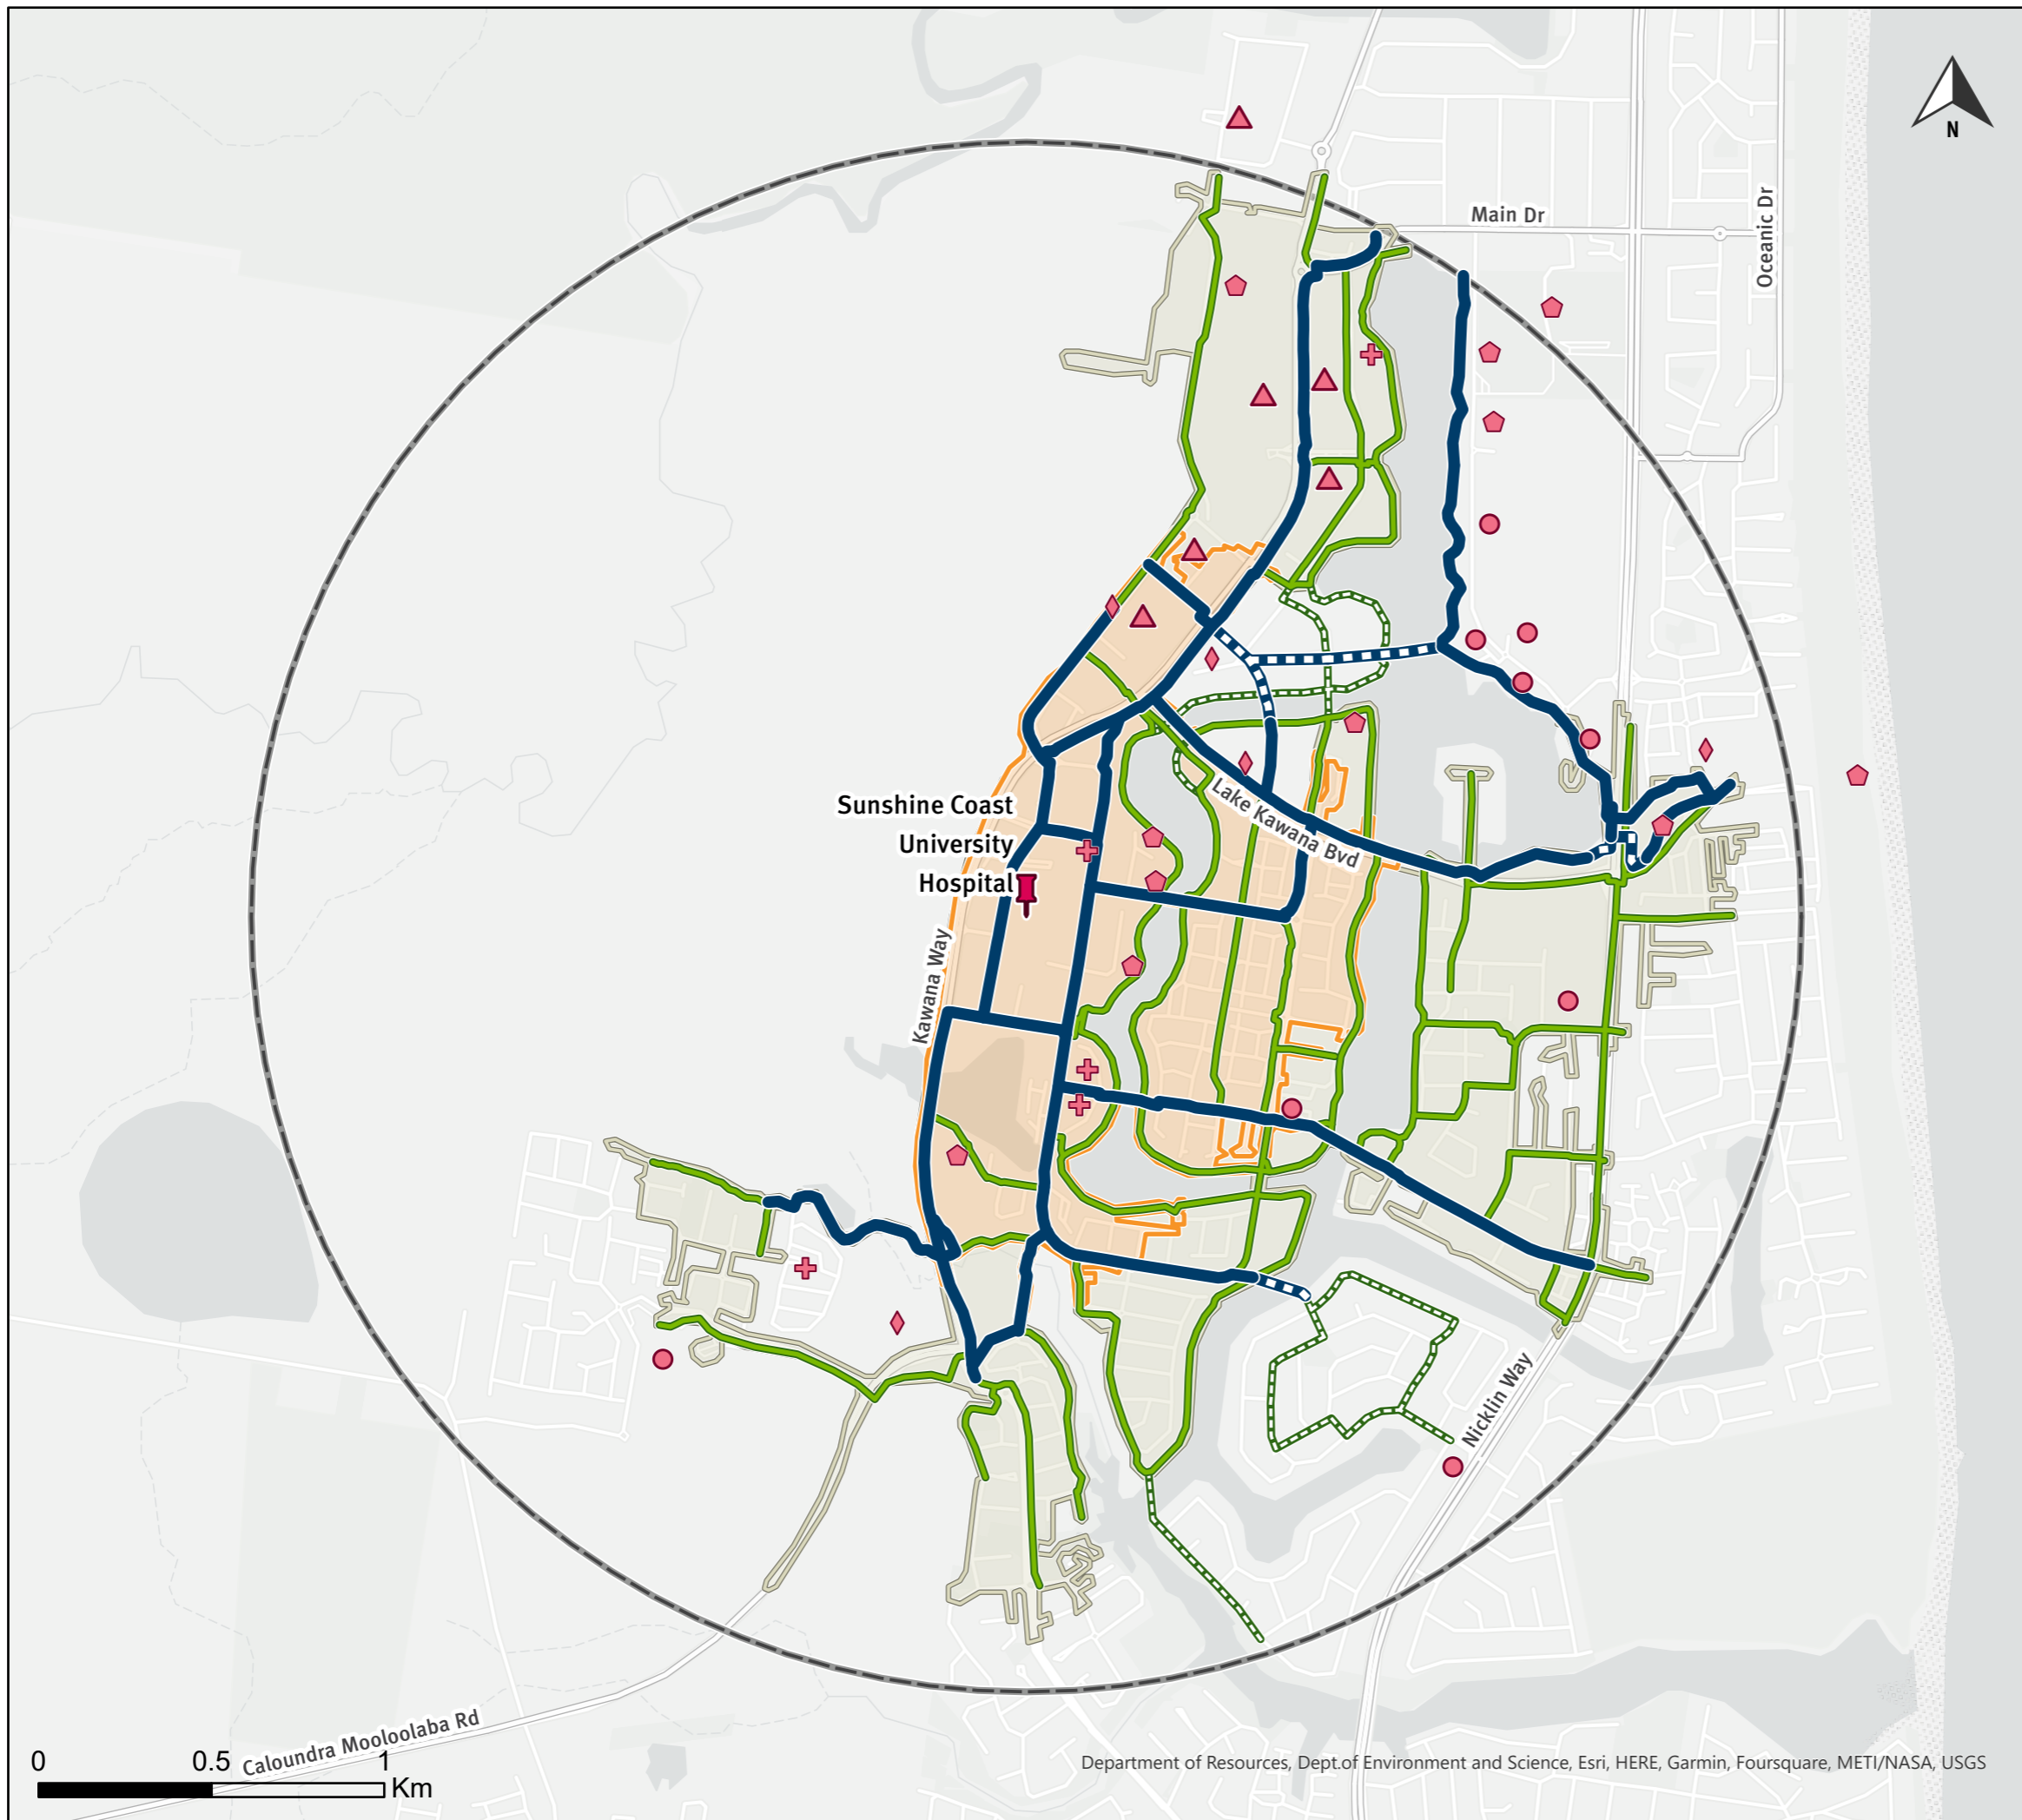 N
Main Dr
Oceanic Dr
Sunshine Coast
University
Hospital
Lake Kawana Bvd
Kawana Way
Nicklin Way
Caloundra Mooloolaba Rd
0 0.5 1
Km
Department of Resources, Dept.of Environment and Science, Esri, HERE, Garmin, Foursquare, METI/NASA, USGS